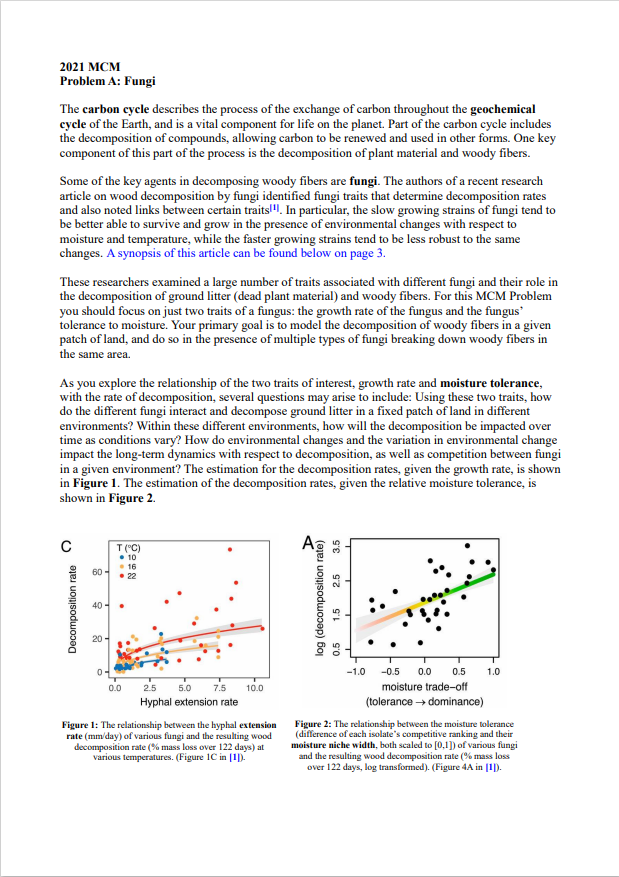 2021 MCM
Problem A: Fungi
The carbon cycle describes the process of the exchange of carbon throughout the geochemical
cycle of the Earth, and is a vital component for life on the planet. Part of the carbon cycle includes
the decomposition of compounds, allowing carbon to be renewed and used in other forms. One key
component of this part of the process is the decomposition of plant material and woody fibers.
Some of the key agents in decomposing woody fibers are fungi. The authors of a recent research
article on wood decomposition by fungi identified fungi traits that determine decomposition rates
and also noted links between certain traits[1]. In particular, the slow growing strains of fungi tend to
be better able to survive and grow in the presence of environmental changes with respect to
moisture and temperature, while the faster growing strains tend to be less robust to the same
changes. A synopsis of this article can be found below on page 3.
These researchers examined a large number of traits associated with different fungi and their role in
the decomposition of ground litter (dead plant material) and woody fibers. For this MCM Problem
you should focus on just two traits of a fungus: the growth rate of the fungus and the fungus'
tolerance to moisture. Your primary goal is to model the decomposition of woody fibers in a given
patch of land, and do so in the presence of multiple types of fungi breaking down woody fibers in
the same area.
As you explore the relationship of the two traits of interest, growth rate and moisture tolerance,
with the rate of decomposition, several questions may arise to include: Using these two traits, how
do the different fungi interact and decompose ground litter in a fixed patch of land in different
environments? Within these different environments, how will the decomposition be impacted over
time as conditions vary? How do environmental changes and the variation in environmental change
impact the long-term dynamics with respect to decomposition, as well as competition between fungi
in a given environment? The estimation for the decomposition rates, given the growth rate, is shown
in Figure 1. The estimation of the decomposition rates, given the relative moisture tolerance, is
shown in Figure 2.
C
T (°C)
10
16
22
Decomposition rate
60
40
20
0
0.0 2.5 5.0 7.5 10.0
Hyphal extension rate
Figure 1: The relationship between the hyphal extension
rate (mm/day) of various fungi and the resulting wood
decomposition rate (% mass loss over 122 days) at
various temperatures. (Figure 1C in [1]).
A
log (decomposition rate)
3.5
2.5
1.5
0.5
−1.0 −0.5 0.0 0.5 1.0
moisture trade−off
(tolerance → dominance)
Figure 2: The relationship between the moisture tolerance
(difference of each isolate's competitive ranking and their
moisture niche width, both scaled to [0,1]) of various fungi
and the resulting wood decomposition rate (% mass loss
over 122 days, log transformed). (Figure 4A in [1]).